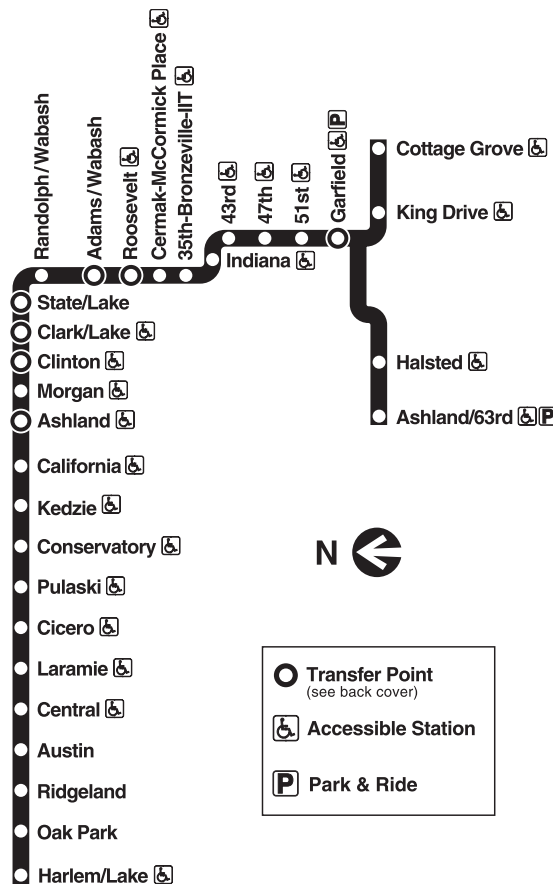 Randolph/Wabash
Adams/Wabash
Roosevelt
Cermak-McCormick Place
35th-Bronzeville-IIT
43rd
47th
51st
Garfield P
Cottage Grove
King Drive
Indiana
State/Lake
Clark/Lake
Clinton
Morgan
Ashland
California
Kedzie
Conservatory
Pulaski
Cicero
Laramie
Central
Austin
Ridgeland
Oak Park
Harlem/Lake
Halsted
Ashland/63rd P
N
Transfer Point
(see back cover)
Accessible Station
P Park & Ride